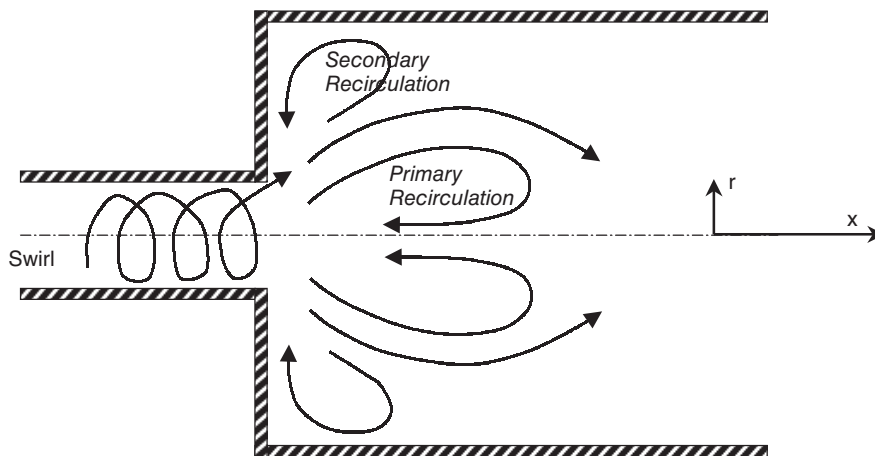 Secondary
Recirculation
Primary
Recirculation
r
x
Swirl